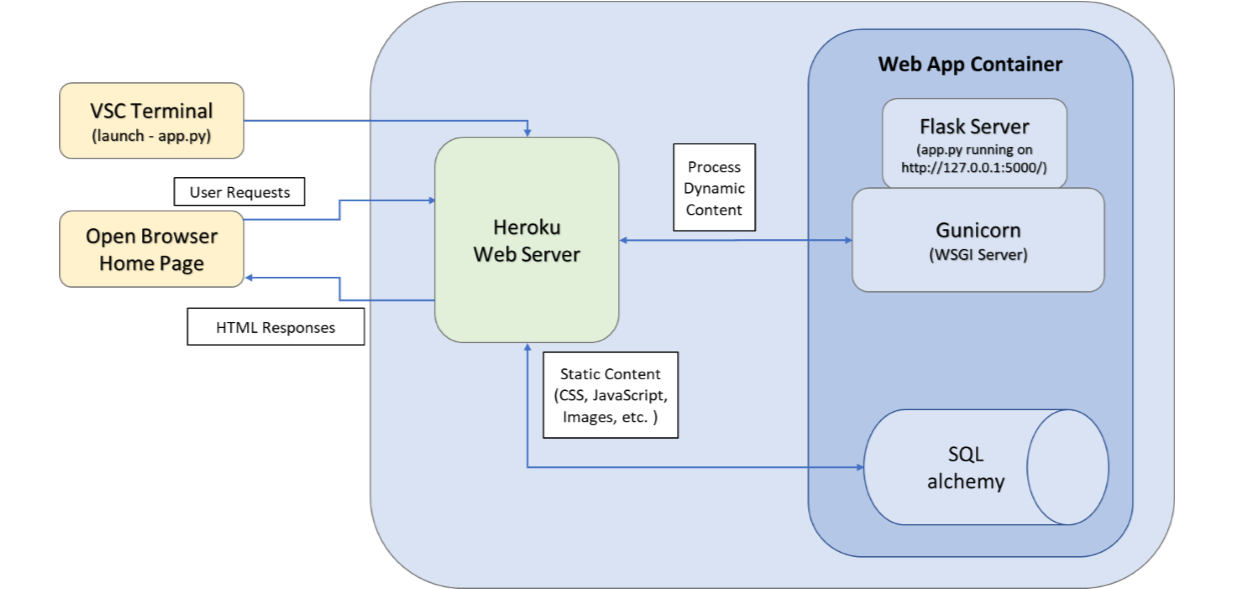 Web App Container
VSC Terminal
(launch - app.py)
Flask Server
(app.py running on
http://127.0.0.1:5000/)
Process
Dynamic
Content
User Requests
Open Browser
Home Page
Heroku
Web Server
Gunicorn
(WSGI Server)
HTML Responses
Static Content
(CSS, JavaScript,
Images, etc. )
SQL
alchemy